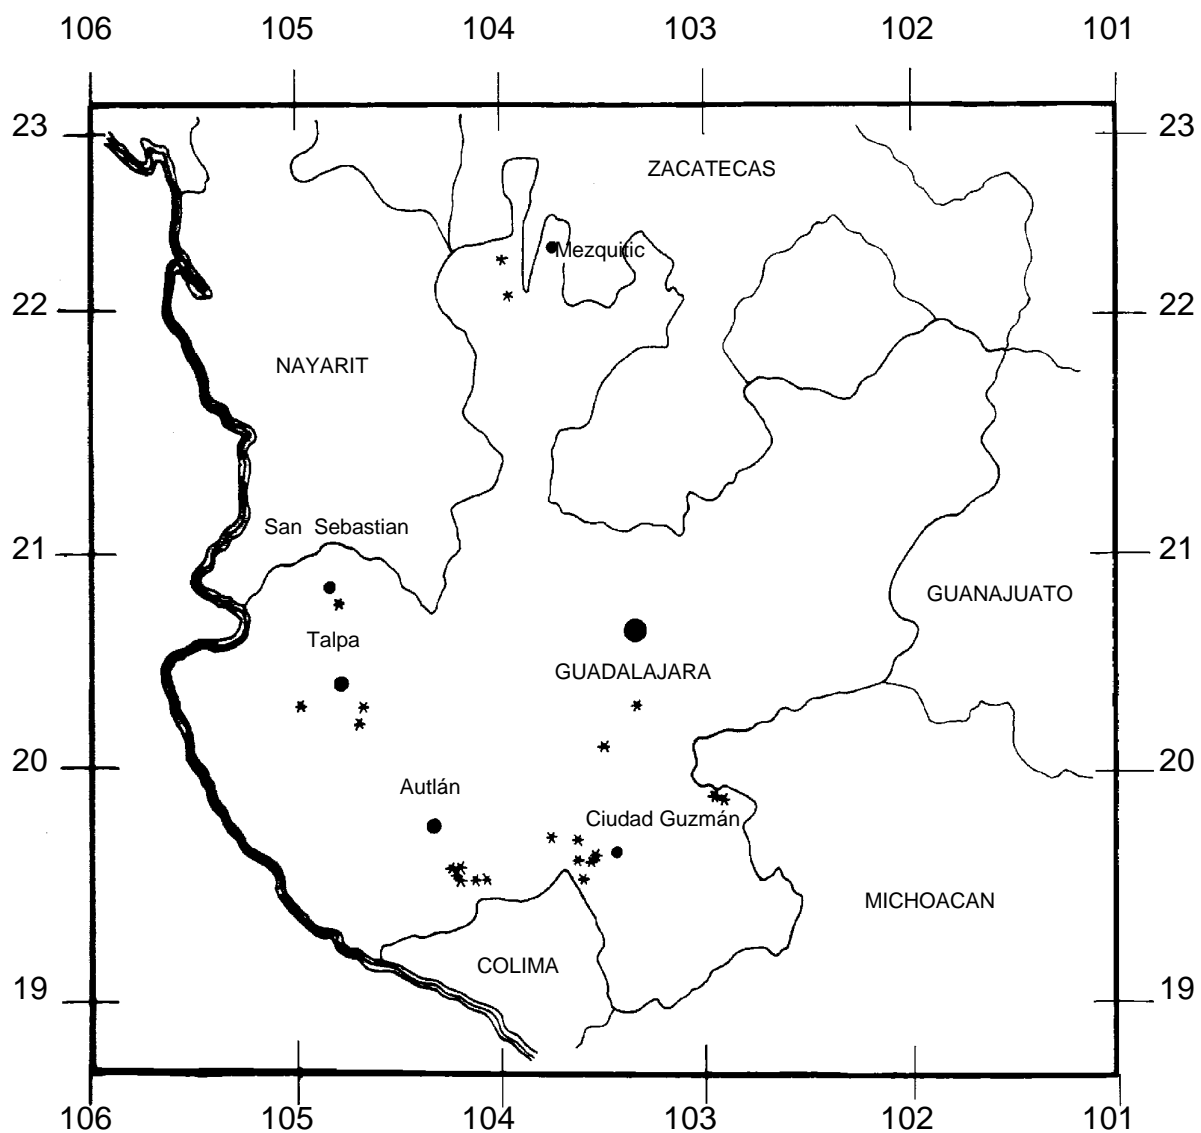 106 105 104 103 102 101
23 23
ZACATECAS
Mezquitic
22 22
NAYARIT
San Sebastian
21 21
GUANAJUATO
Talpa
GUADALAJARA
20 20
Autlán
Ciudad Guzmán
MICHOACAN
COLIMA
19 19
106 105 104 103 102 101